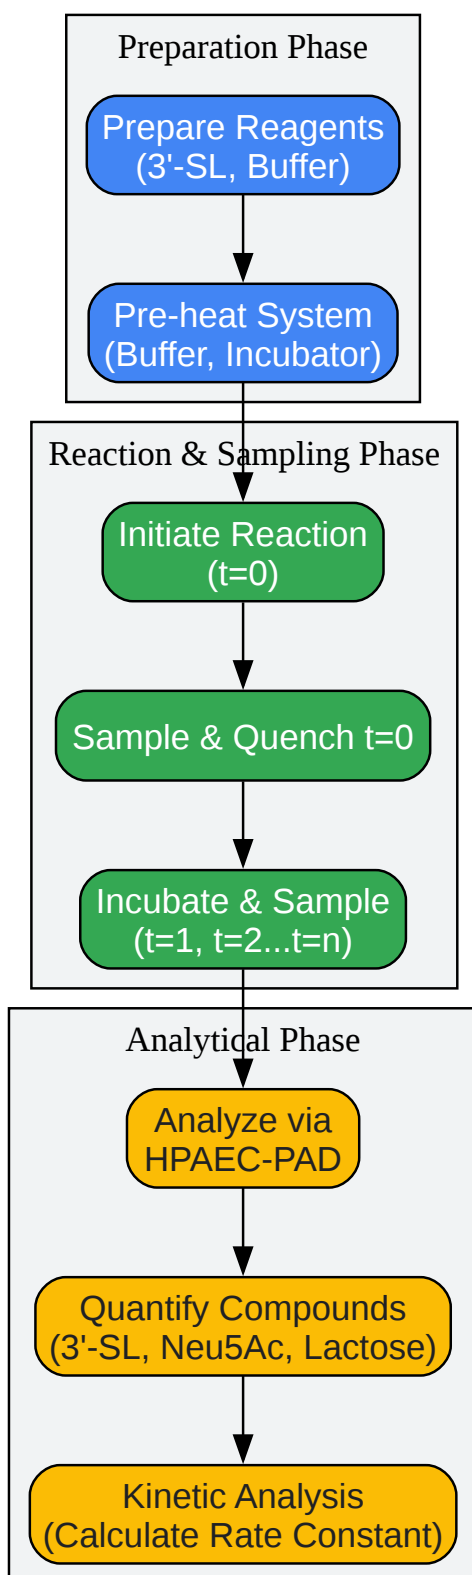 Preparation Phase
Prepare Reagents
(3'-SL, Buffer)
Pre-heat System
(Buffer, Incubator)
Reaction & Sampling Phase
Initiate Reaction
(t=0)
Sample & Quench t=0
Incubate & Sample
(t=1, t=2...t=n)
Analytical Phase
Analyze via
HPAEC-PAD
Quantify Compounds
(3'-SL, Neu5Ac, Lactose)
Kinetic Analysis
(Calculate Rate Constant)